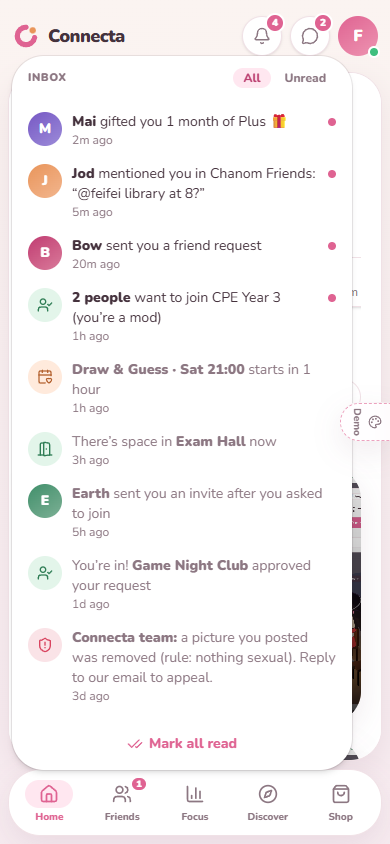 Connecta
4
2
F
INBOX
All
Unread
M
Mai gifted you 1 month of Plus 🎁
2m ago
J
Jod mentioned you in Chanom Friends:
“@feifei library at 8?”
5m ago
B
Bow sent you a friend request
20m ago
2 people want to join CPE Year 3
(you’re a mod)
1h ago
m
Draw & Guess · Sat 21:00 starts in 1
hour
1h ago
Demo
There’s space in Exam Hall now
3h ago
E
Earth sent you an invite after you asked
to join
5h ago
You’re in! Game Night Club approved
your request
1d ago
Connecta team: a picture you posted
was removed (rule: nothing sexual). Reply
to our email to appeal.
3d ago
Mark all read
1
Home
Friends
Focus
Discover
Shop